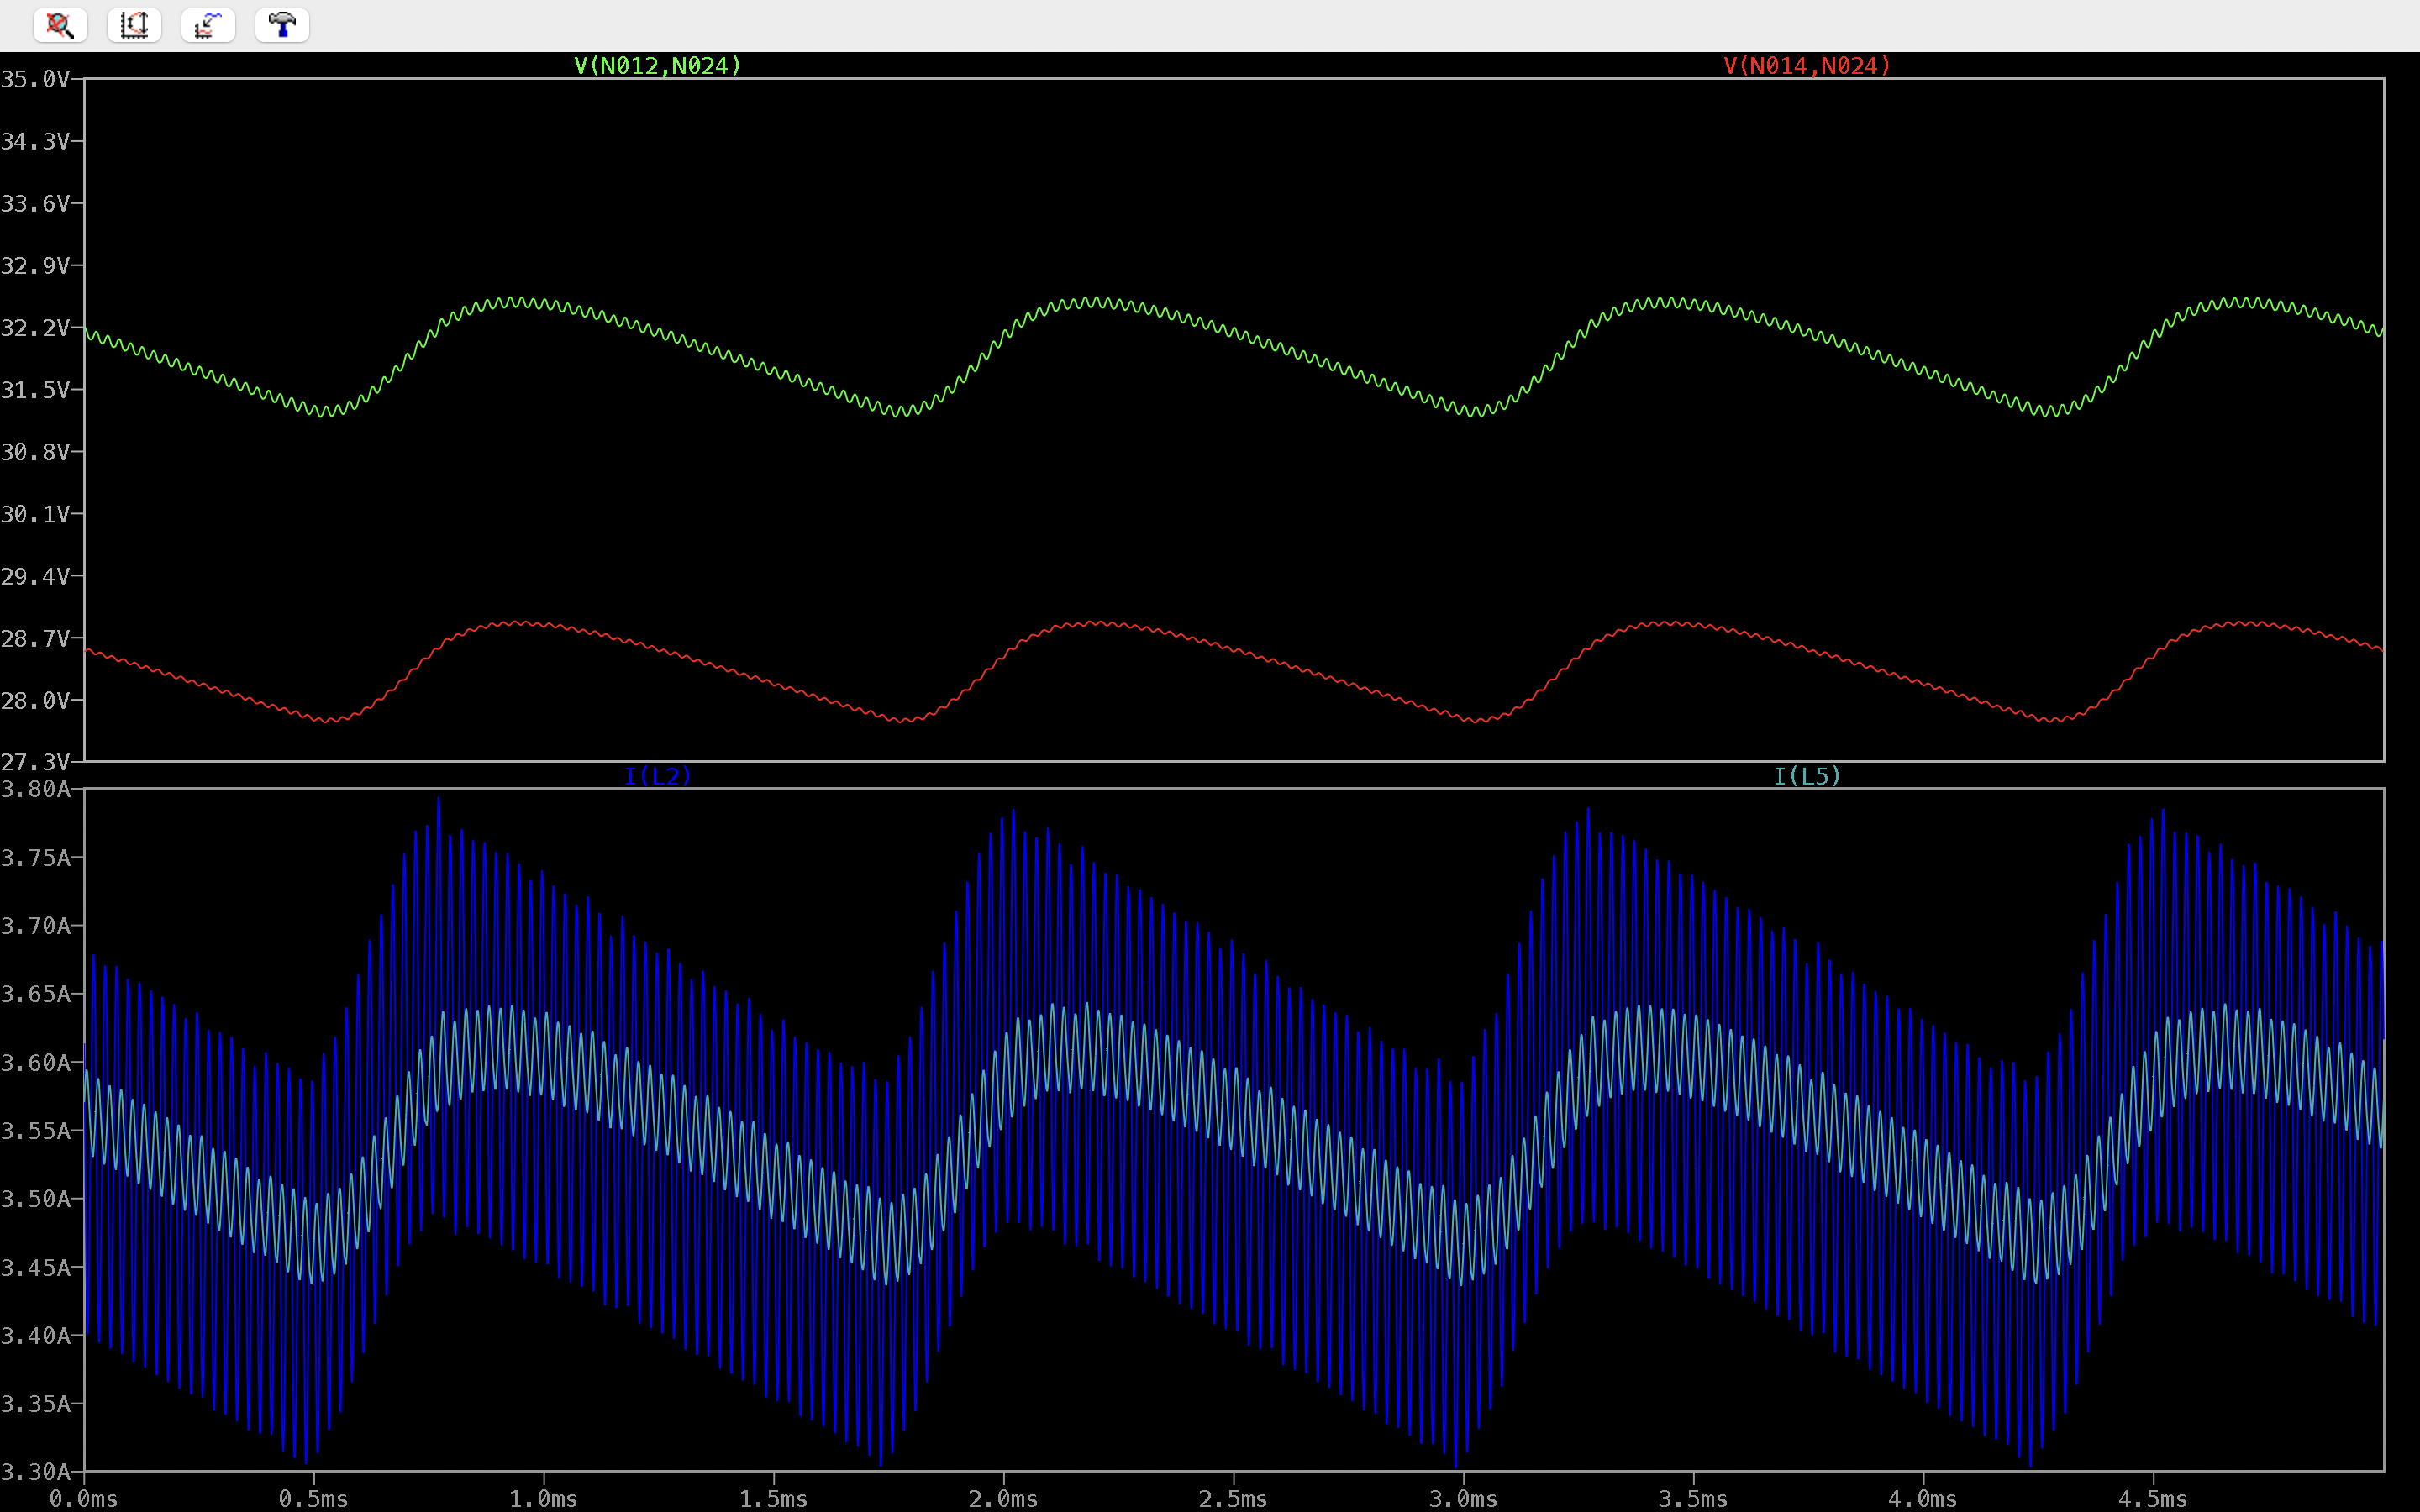 V(N012,N024) V(N014,N024)
35.0V
34.3V
33.6V
32.9V
32.2V
31.5V
30.8V
30.1V
29.4V
28.7V
28.0V
27.3V
I(L2) I(L5)
3.80A
3.75A
3.70A
3.65A
3.60A
3.55A
3.50A
3.45A
3.40A
3.35A
3.30A
0.0ms 0.5ms 1.0ms 1.5ms 2.0ms 2.5ms 3.0ms 3.5ms 4.0ms 4.5ms